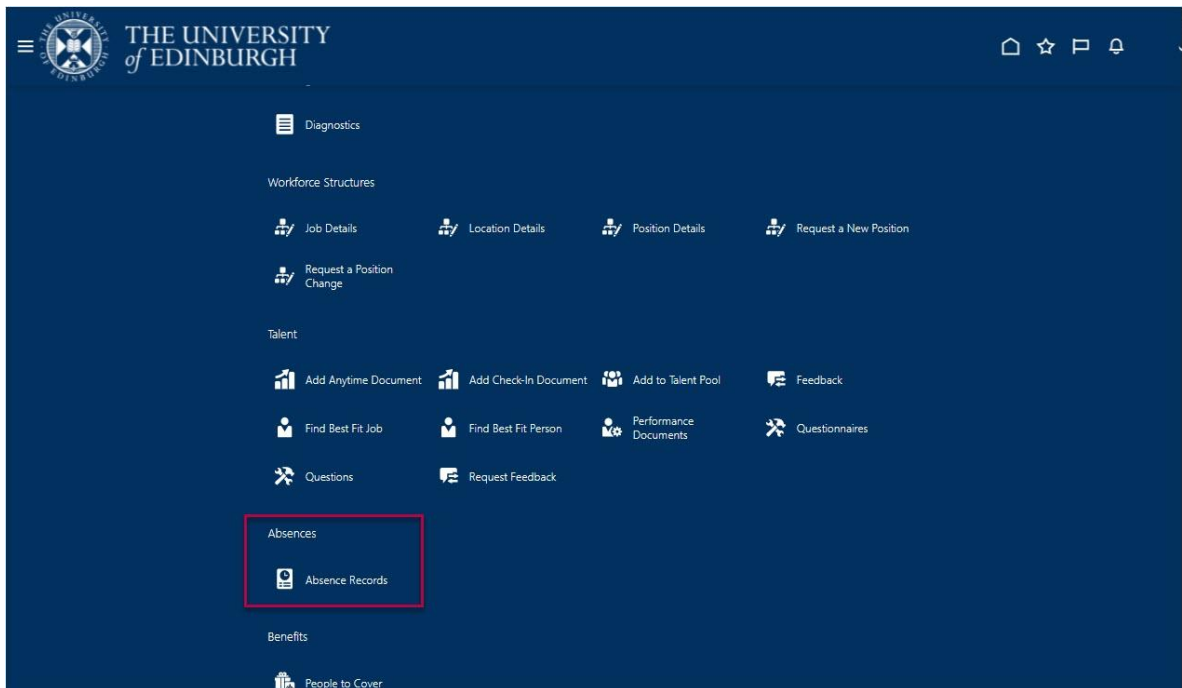 THE UNIVERSITY
of EDINBURGH
Diagnostics
Workforce Structures
Job Details
Location Details
Position Details
Request a New Position
Request a Position
Change
Talent
Add Anytime Document
Add Check-In Document
Add to Talent Pool
Feedback
Find Best Fit Job
Find Best Fit Person
Performance
Documents
Questionnaires
Questions
Request Feedback
Absences
Absence Records
Benefits
People to Cover